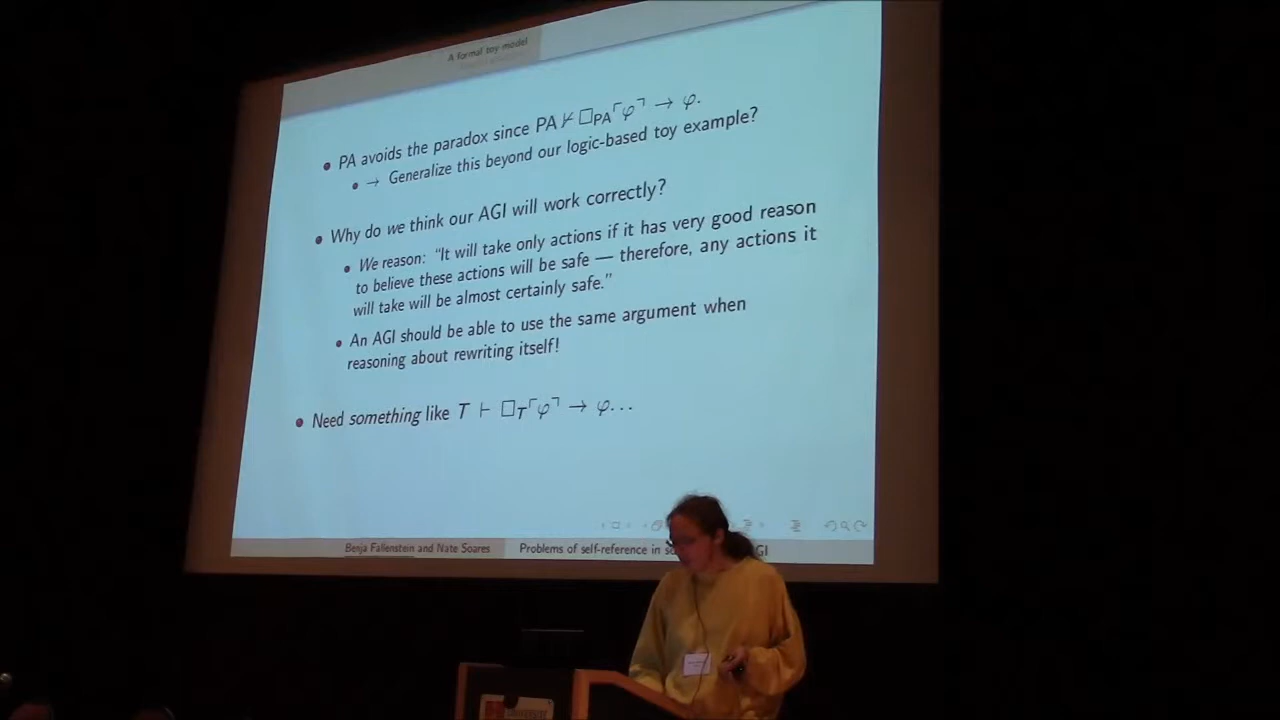 A formal toy model
• PA avoids the paradox since PA ⊬ □PA⌜φ⌝ → φ.
• → Generalize this beyond our logic-based toy example?
• Why do we think our AGI will work correctly?
• We reason: “It will take only actions if it has very good reason
to believe these actions will be safe — therefore, any actions it
will take will be almost certainly safe.”
• An AGI should be able to use the same argument when
reasoning about rewriting itself!
• Need something like T ⊢ □T⌜φ⌝ → φ...
Benja Fallenstein and Nate Soares
Problems of self-reference in
GI